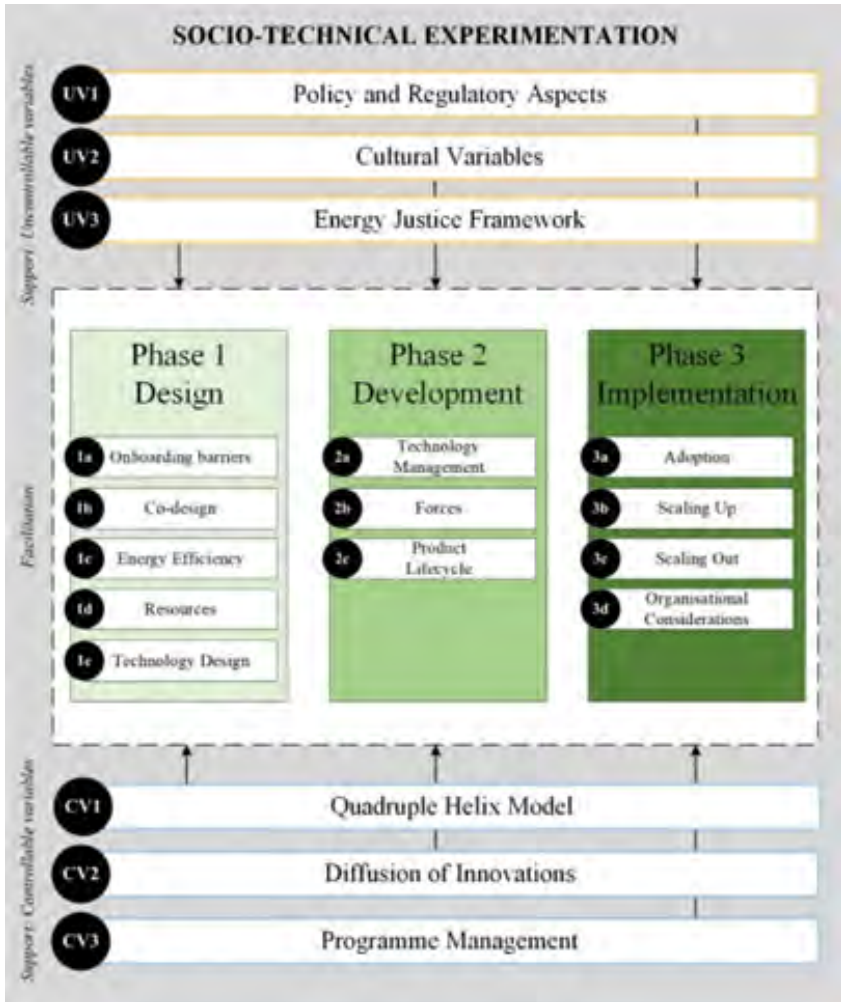 SOCIO-TECHNICAL EXPERIMENTATION
Support: Uncontrollable variables
UV1
Policy and Regulatory Aspects
UV2
Cultural Variables
UV3
Energy Justice Framework
Facilitation
Phase 1
Design
1a
Onboarding barriers
1b
Co-design
1c
Energy Efficiency
1d
Resources
1e
Technology Design
Phase 2
Development
2a
Technology
Management
2b
Forces
2c
Product
Lifecycle
Phase 3
Implementation
3a
Adoption
3b
Scaling Up
3c
Scaling Out
3d
Organisational
Considerations
Support: Controllable variables
CV1
Quadruple Helix Model
CV2
Diffusion of Innovations
CV3
Programme Management